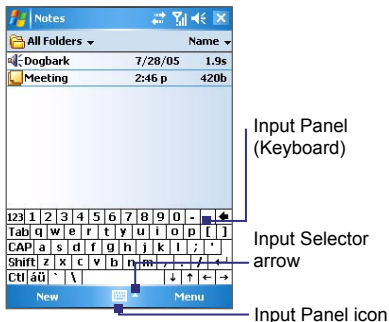 Notes
All Folders Name
Dogbark 7/28/05 1.9s
Meeting 2:46 p 420b
Input Panel
(Keyboard)
123 1 2 3 4 5 6 7 8 9 0 -
Tab q w e r t y u i o p [ ]
CAP a s d f g h j k l ; '
Shift z x c v b n m , . /
Ctl áü ` \
Input Selector
arrow
New Menu
Input Panel icon